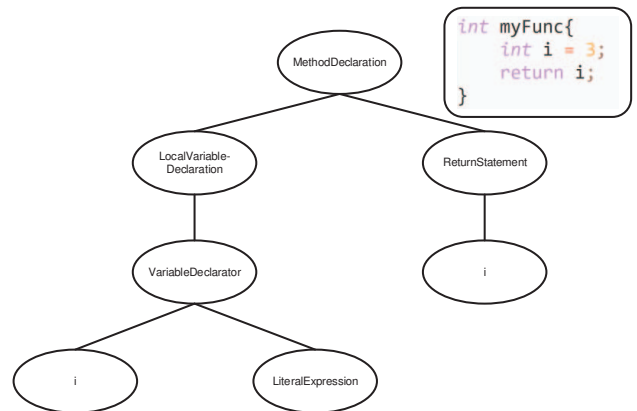 int myFunc{
int i = 3;
return i;
}
MethodDeclaration
LocalVariable-
Declaration
ReturnStatement
VariableDeclarator
i
i
LiteralExpression